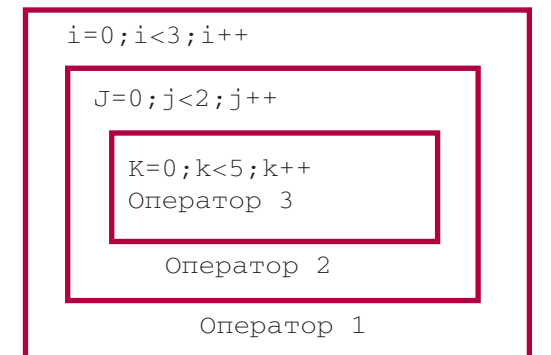 i=0;i<3;i++
J=0;j<2;j++
K=0;k<5;k++
Оператор 3
Оператор 2
Оператор 1